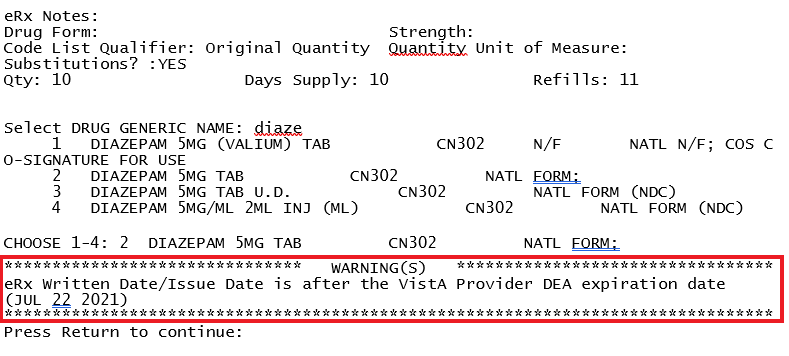 eRx Notes:
Drug Form: Strength:
Code List Qualifier: Original Quantity Quantity Unit of Measure:
Substitutions? :YES
Qty: 10 Days Supply: 10 Refills: 11
Select DRUG GENERIC NAME: diaze
1 DIAZEPAM 5MG (VALIUM) TAB CN302 N/F NATL N/F; COS C
O-SIGNATURE FOR USE
2 DIAZEPAM 5MG TAB CN302 NATL FORM;
3 DIAZEPAM 5MG TAB U.D. CN302 NATL FORM (NDC)
4 DIAZEPAM 5MG/ML 2ML INJ (ML) CN302 NATL FORM (NDC)
CHOOSE 1-4: 2 DIAZEPAM 5MG TAB CN302 NATL FORM;
******************************* WARNING(S) *********************************
eRx Written Date/Issue Date is after the VistA Provider DEA expiration date
(JUL 22 2021)
********************************************************************************
Press Return to continue: